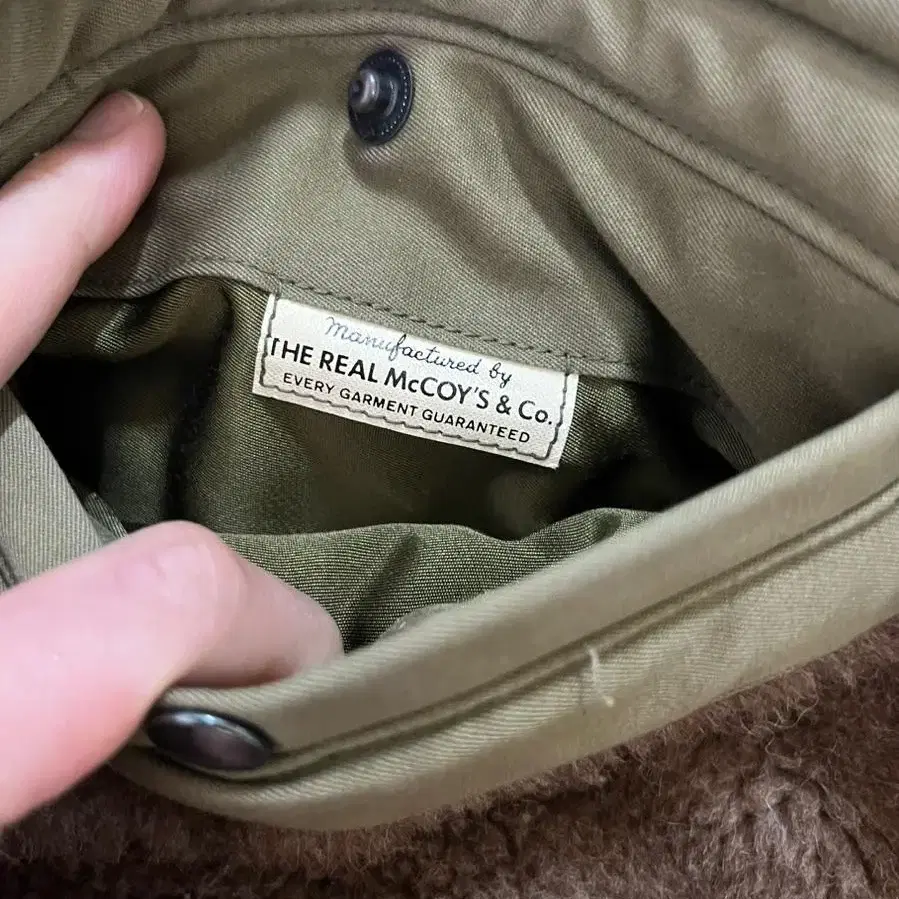 Manufactured by
THE REAL McCOY'S & Co.
EVERY GARMENT GUARANTEED